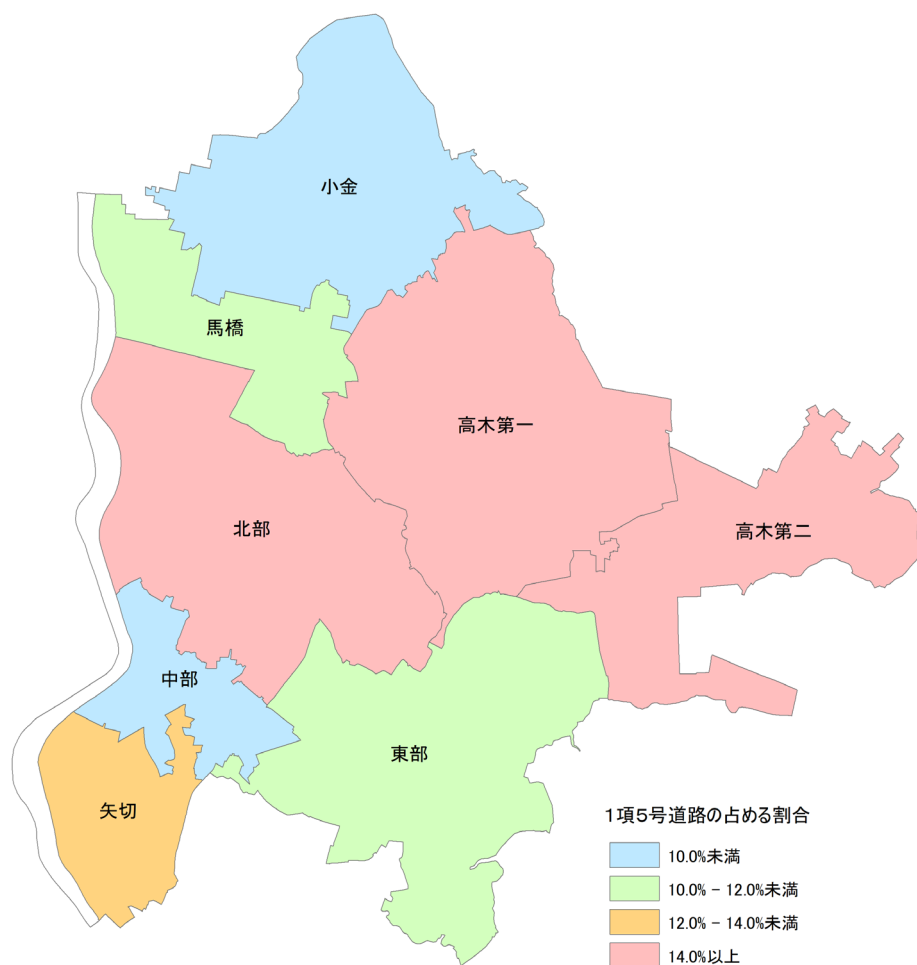 小金
馬橋
高木第一
北部
高木第二
中部
東部
矢切
1項5号道路の占める割合
10.0%未満
10.0% - 12.0%未満
12.0% - 14.0%未満
14.0%以上